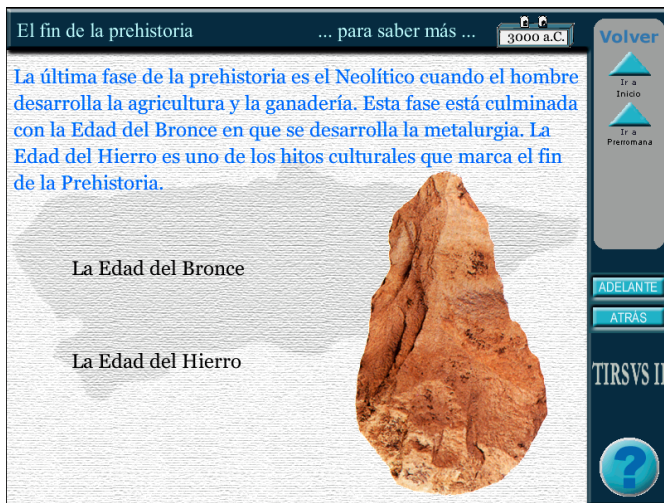 El fin de la prehistoria
... para saber más ...
3000 a.C.
La última fase de la prehistoria es el Neolítico cuando el hombre
desarrolla la agricultura y la ganadería. Esta fase está culminada
con la Edad del Bronce en que se desarrolla la metalurgia. La
Edad del Hierro es uno de los hitos culturales que marca el fin
de la Prehistoria.
La Edad del Bronce
La Edad del Hierro
Volver
Ir a
Inicio
Ir a
Prerromana
ADELANTE
ATRÁS
TIRSVS II
?